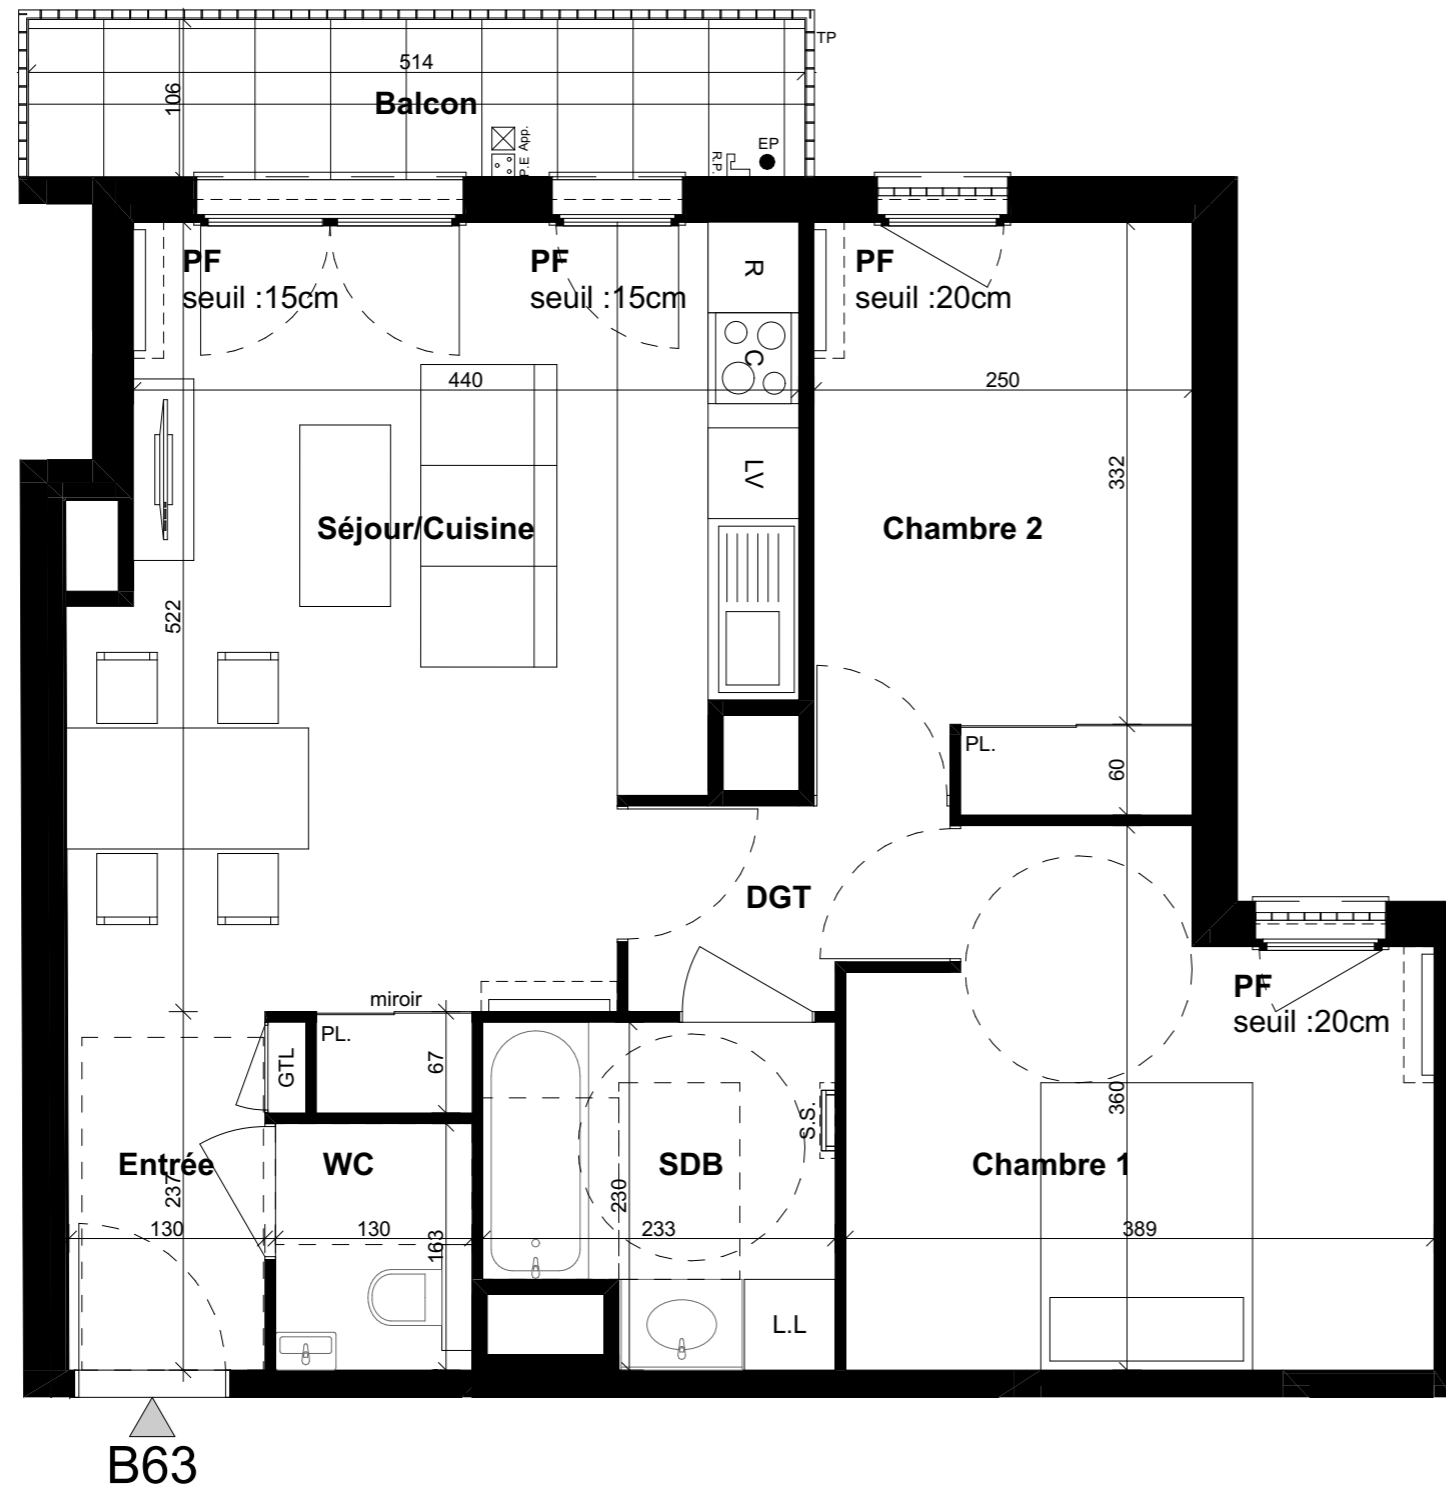 TP
514
106
Balcon
P.E App.
R.P.
EP
PF
seuil :15cm
PF
seuil :15cm
R
PF
seuil :20cm
C
440
250
332
LV
Séjour/Cuisine
Chambre 2
522
PL.
60
DGT
miroir
PL.
GTL
67
PF
seuil :20cm
360
S.S.
Entrée
WC
SDB
Chambre 1
237
230
130
130
163
233
389
L.L
B63